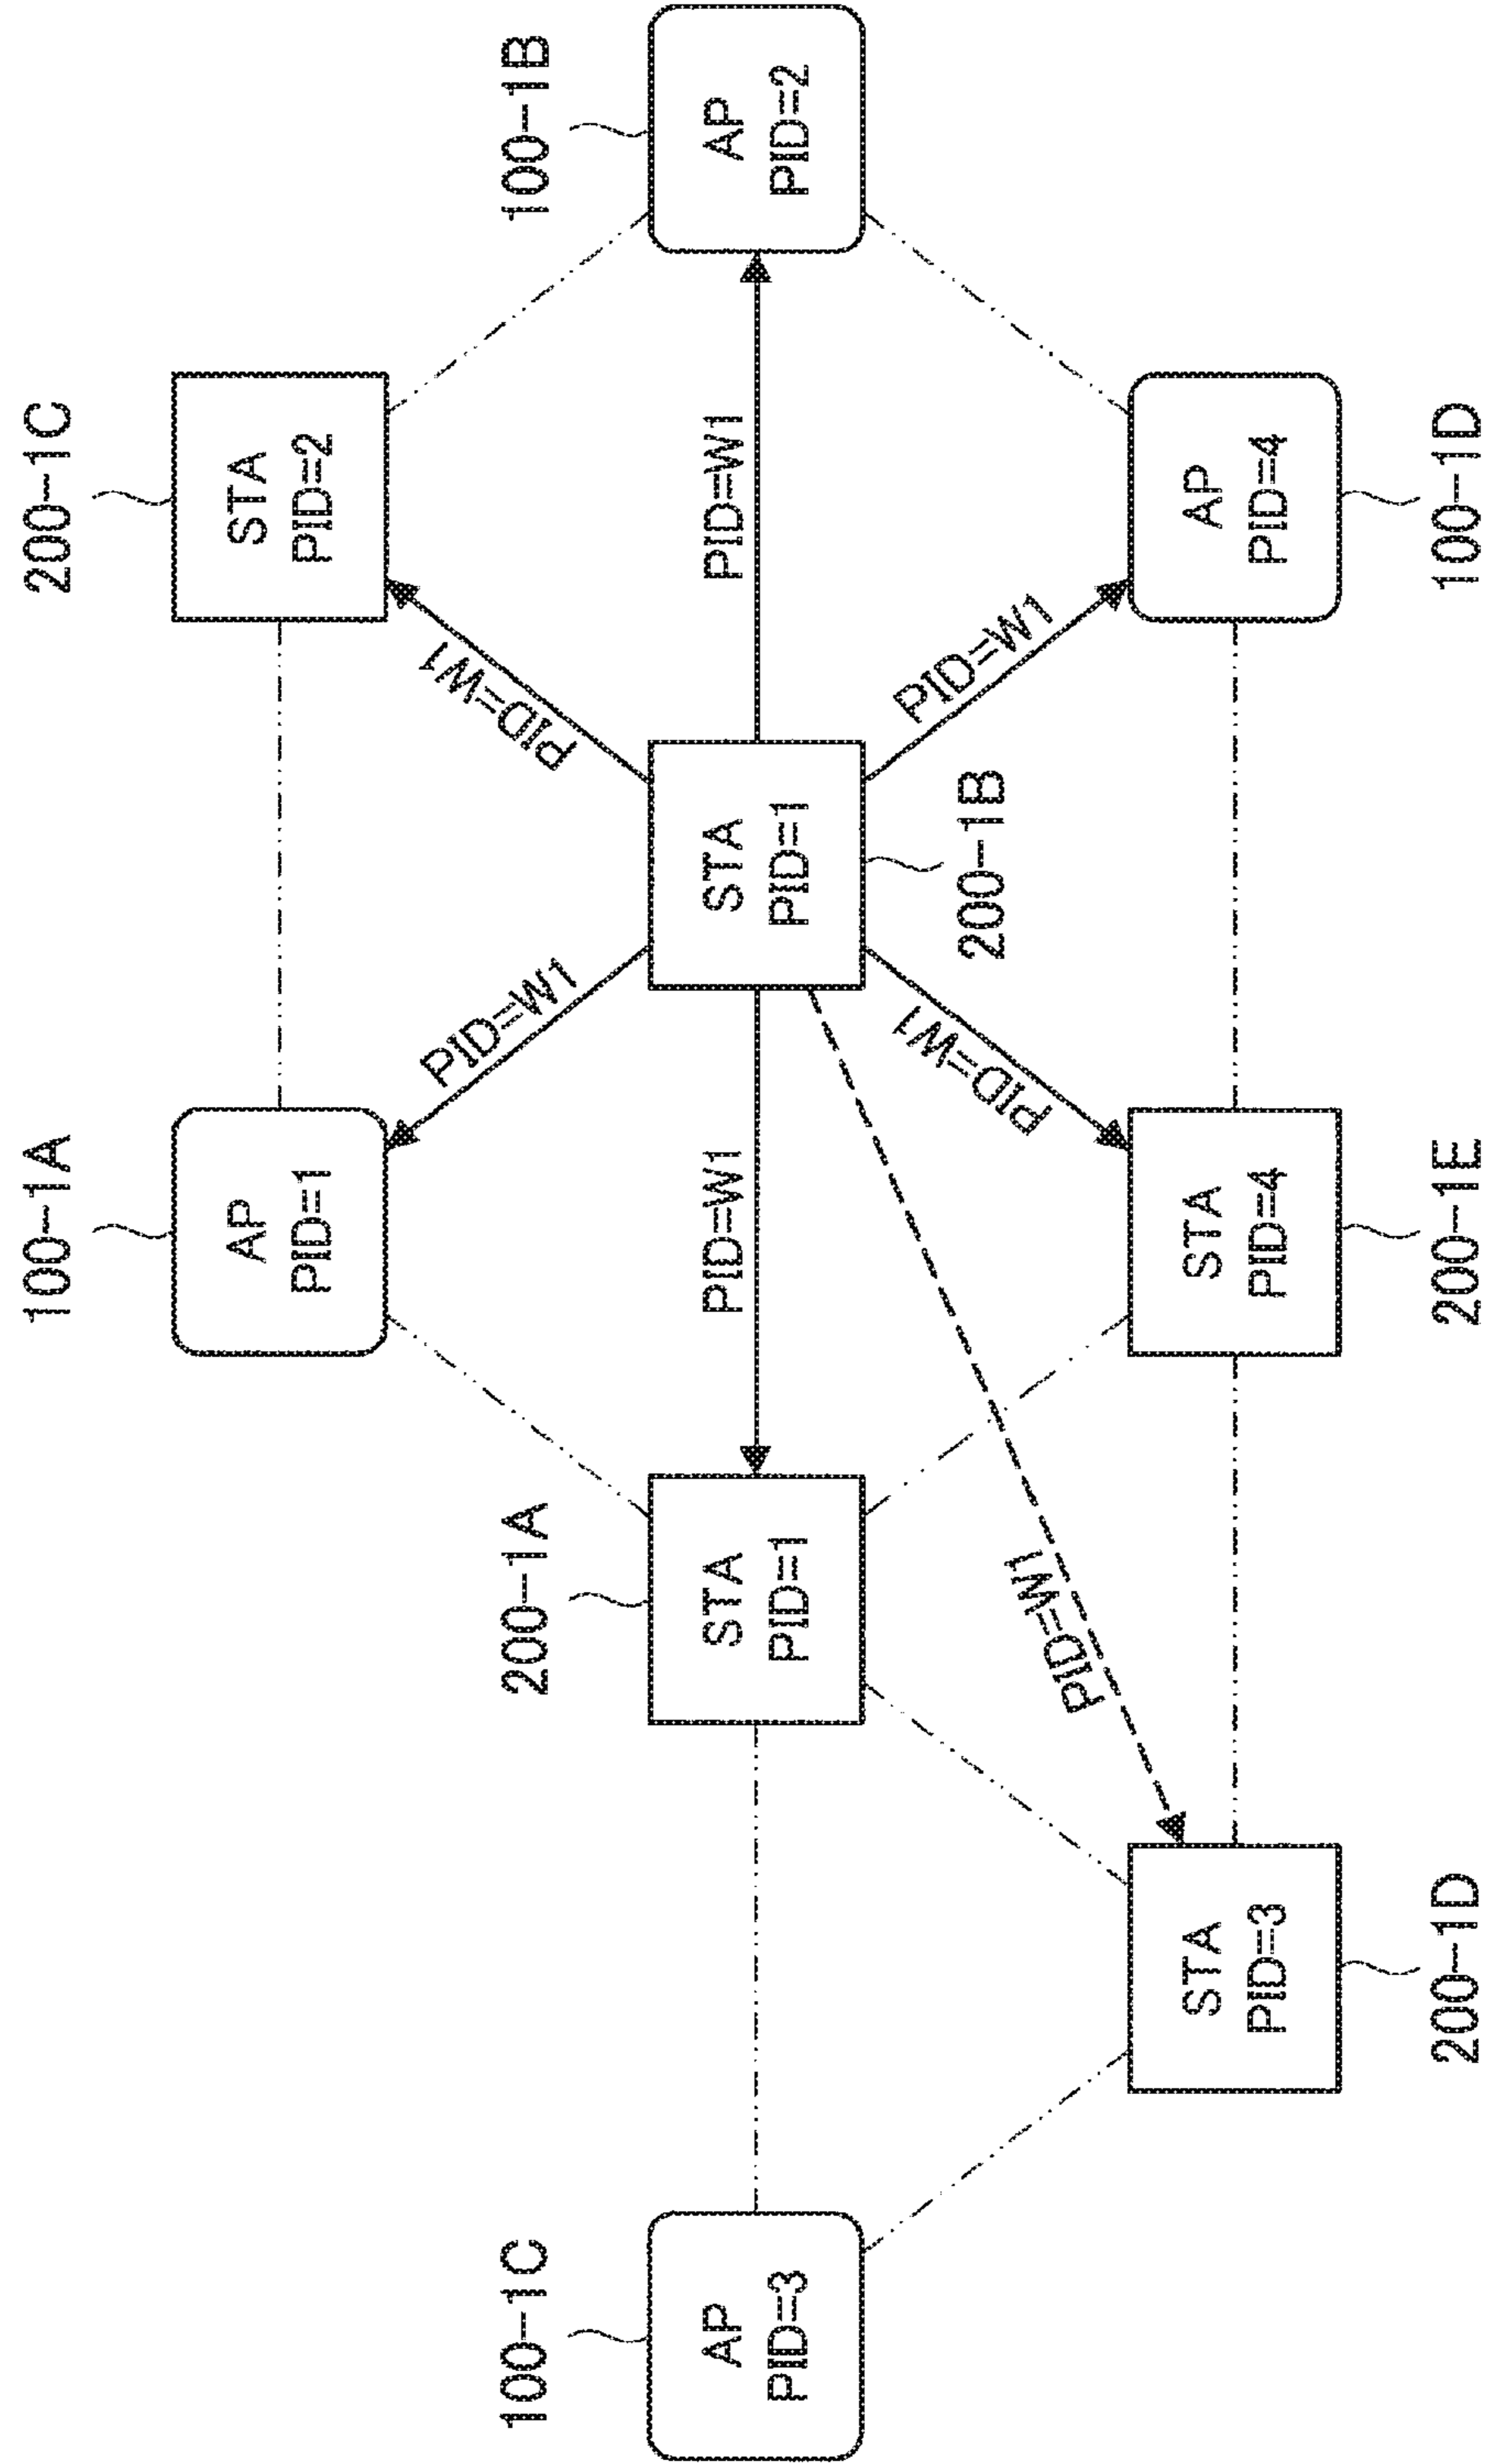 100-1A
200-1C
AP
PID=1
STA
PID=2
PID=W1
PID=W1
100-1C
200-1A
100-1B
AP
PID=3
STA
PID=1
PID=W1
STA
PID=1
PID=W1
AP
PID=2
PID=W1
200-1B
PID=W1
PID=W1
STA
PID=3
STA
PID=4
AP
PID=4
200-1D
200-1E
100-1D